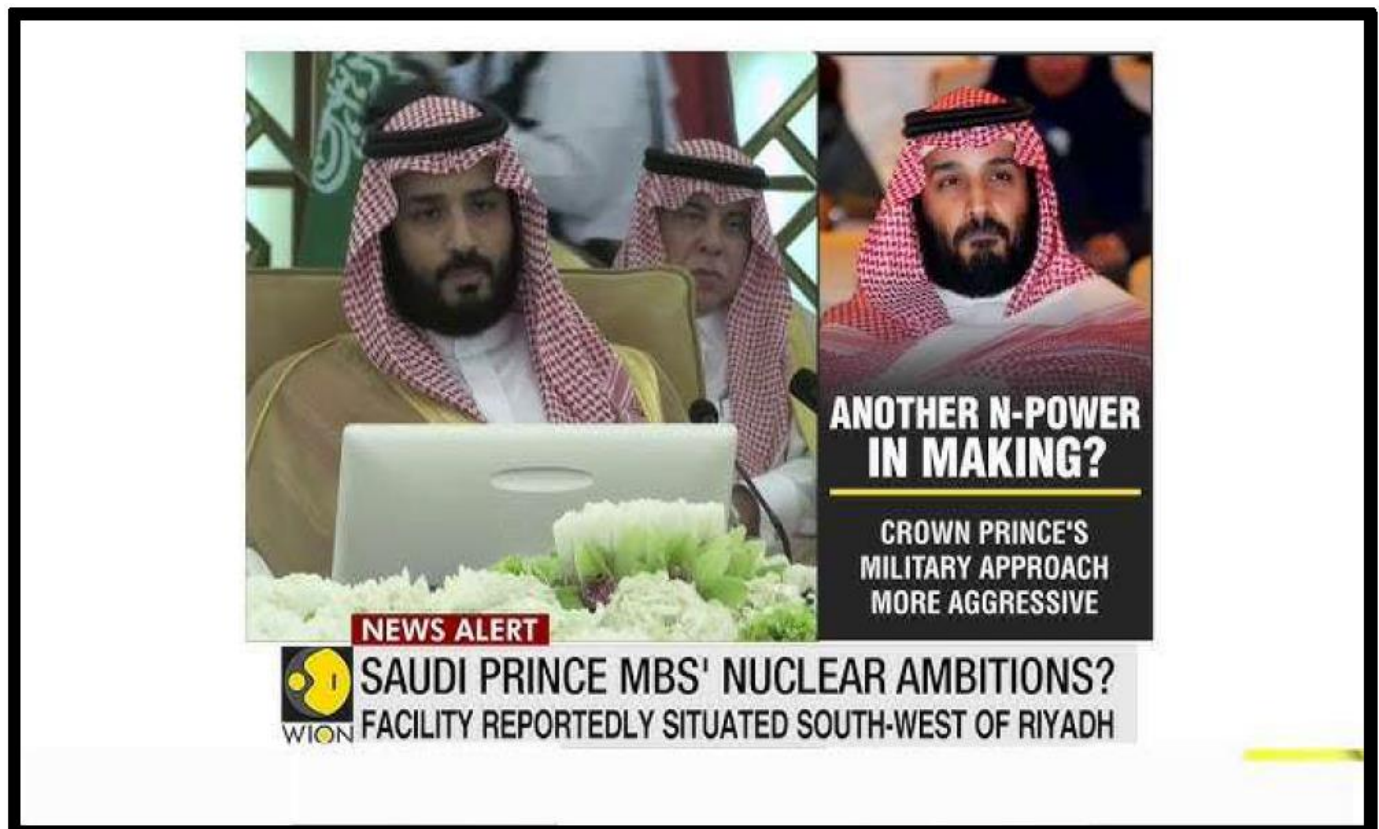 ANOTHER N-POWER
IN MAKING?
CROWN PRINCE'S
MILITARY APPROACH
MORE AGGRESSIVE
NEWS ALERT
SAUDI PRINCE MBS' NUCLEAR AMBITIONS?
FACILITY REPORTEDLY SITUATED SOUTH-WEST OF RIYADH
WION